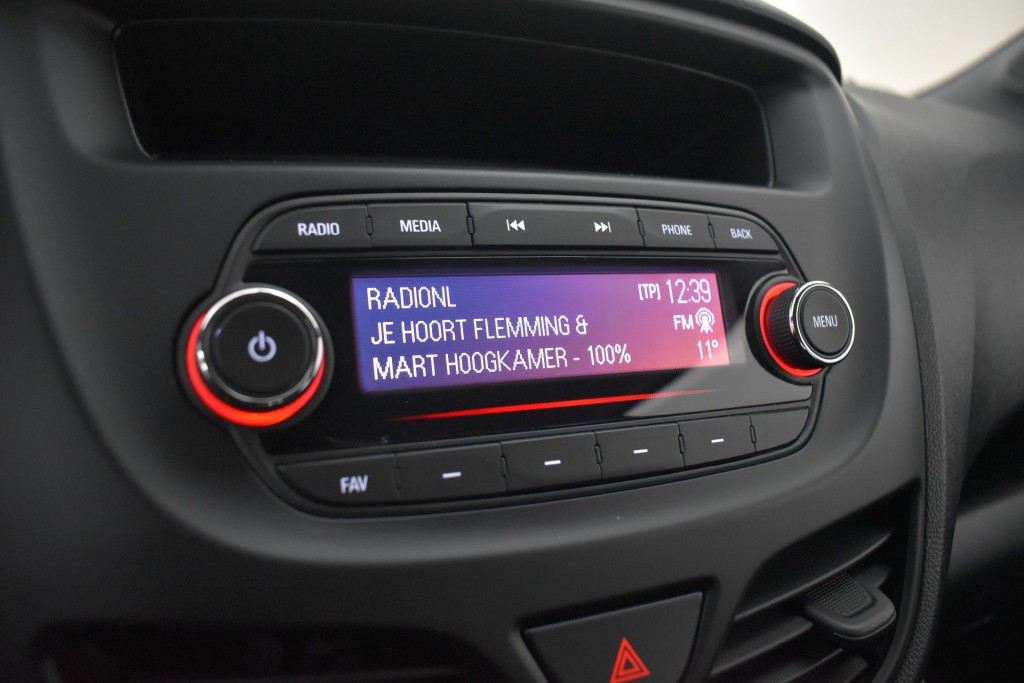 RADIO MEDIA PHONE BACK
RADIONL [TP] 12:39
JE HOORT FLEMMING & FM
MART HOOGKAMER - 100% 11°
MENU
FAV